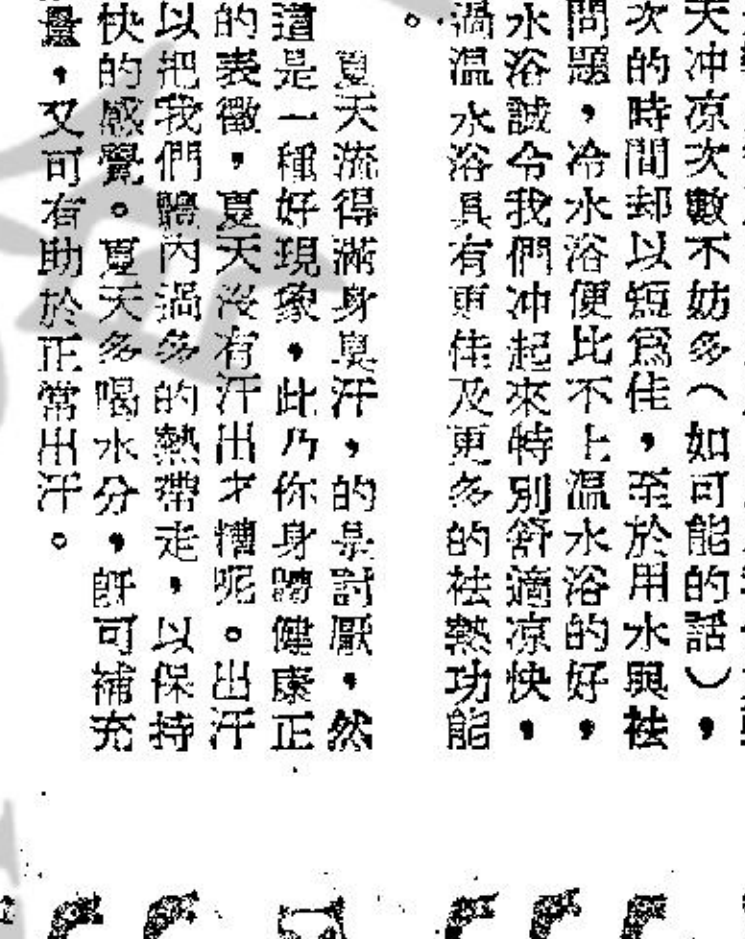 天冲凉次數不妨多（如可能的話），
次的時間却以短爲佳，至於用水與祛
問題，冷水浴便比不上温水浴的好，
水浴誠令我們冲起來特別舒適凉快，
過温水浴具有更佳及更多的祛熱功能
。
夏天流得滿身臭汗，的是討厭，然
這是一種好現象，此乃你身體健康正
的表徵，夏天沒有汗出才糟呢。出汗
以把我們體內過多的熱帶走，以保持
快的感覺。夏天多喝水分，既可補充
量，又可有助於正常出汗。